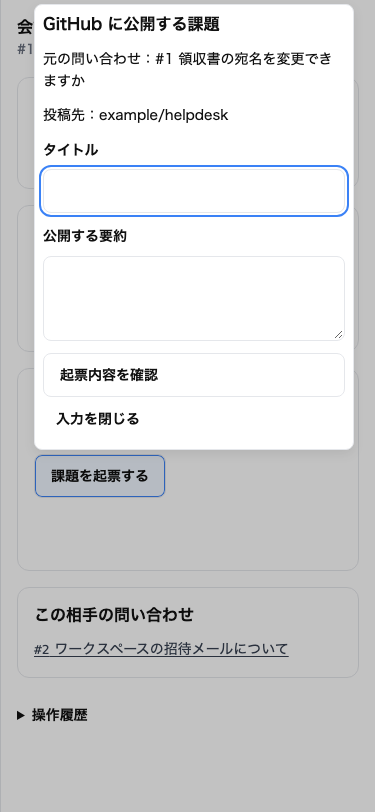 会
#1
GitHub に公開する課題
元の問い合わせ：#1 領収書の宛名を変更でき
ますか
投稿先：example/helpdesk
タイトル
公開する要約
起票内容を確認
入力を閉じる
課題を起票する
この相手の問い合わせ
#2 ワークスペースの招待メールについて
▶ 操作履歴